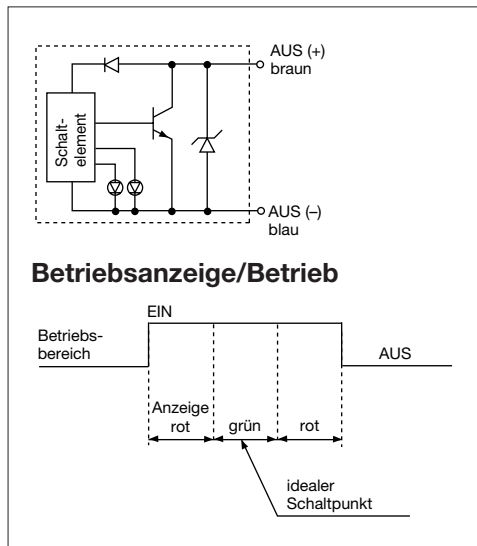 AUS (+)
braun
Schalt-
element
AUS (–)
blau
Betriebsanzeige/Betrieb
EIN
Betriebs-
bereich
AUS
Anzeige
rot
grün
rot
idealer
Schaltpunkt